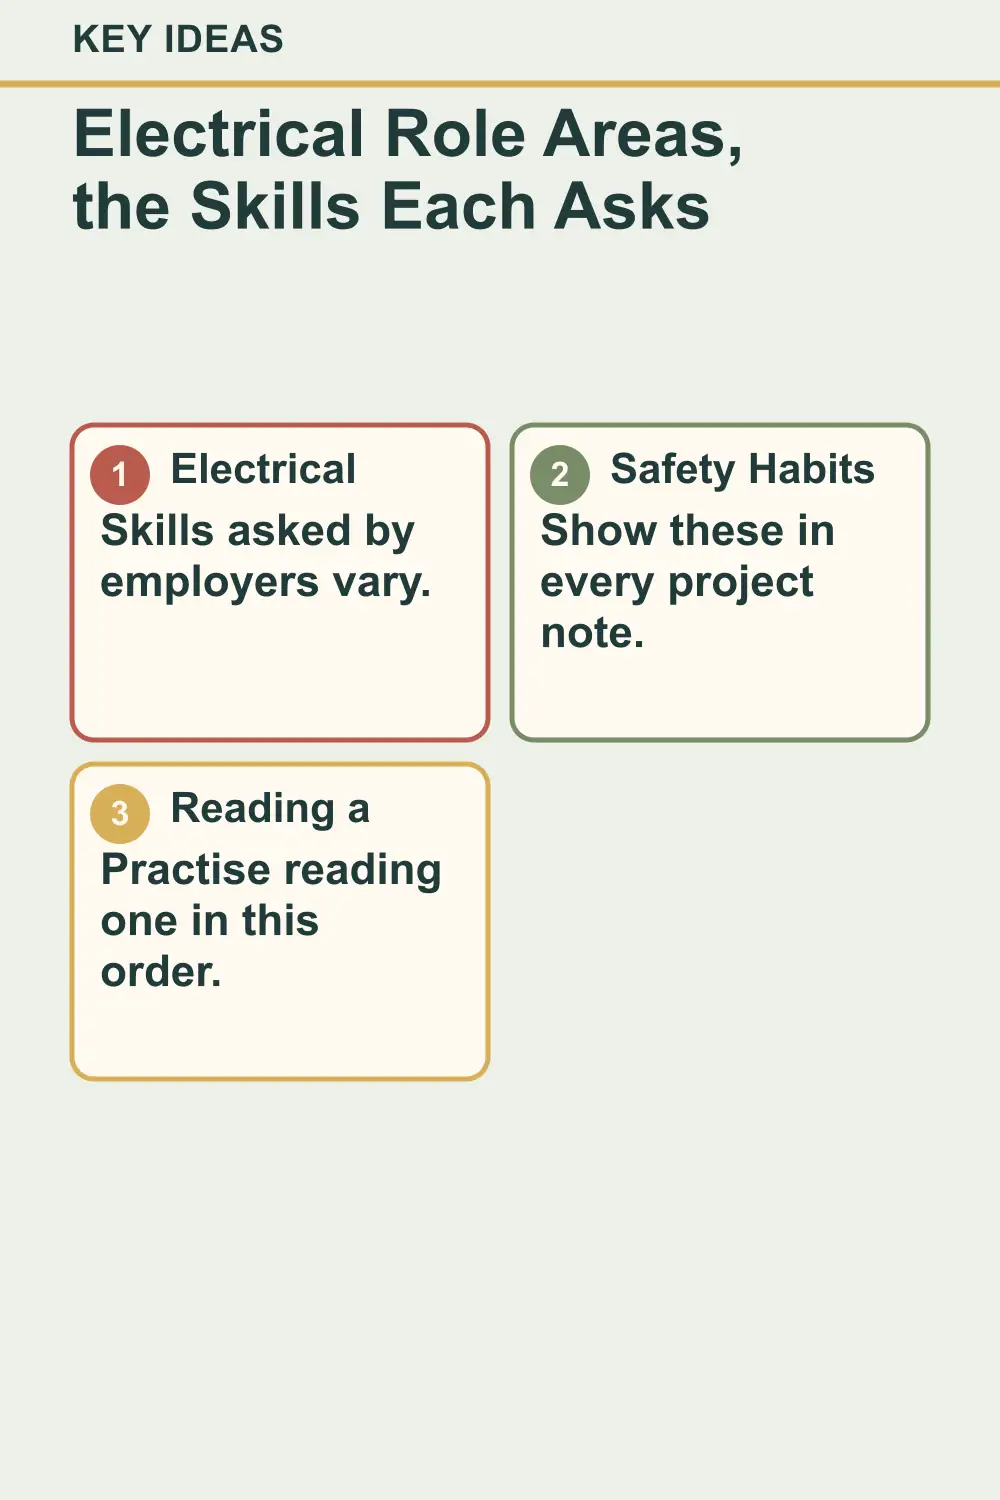 KEY IDEAS
Electrical Role Areas,
the Skills Each Asks
1 Electrical
Skills asked by
employers vary.
2 Safety Habits
Show these in
every project
note.
3 Reading a
Practise reading
one in this
order.